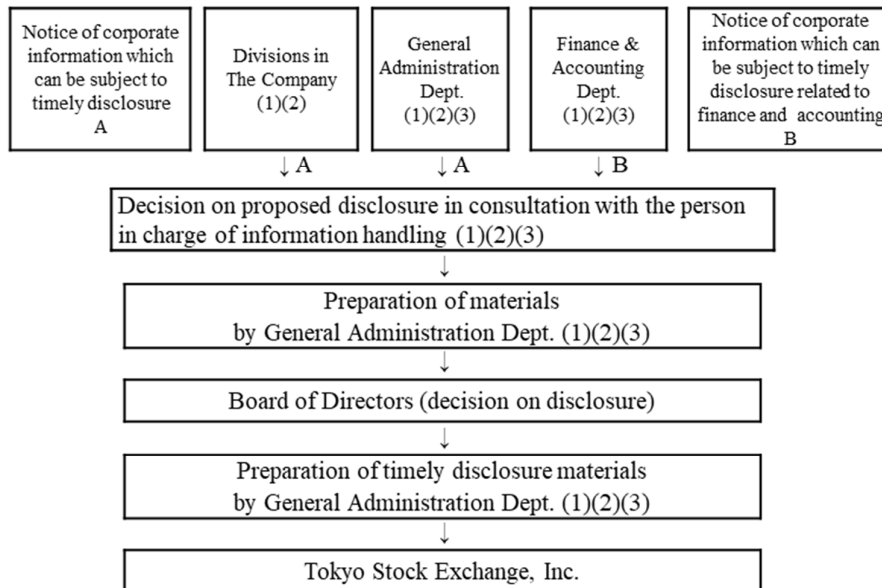 Notice of corporate
information which
can be subject to
timely disclosure
A
Divisions in
The Company
(1)(2)
General
Administration
Dept.
(1)(2)(3)
Finance &
Accounting
Dept.
(1)(2)(3)
Notice of corporate
information which can
be subject to timely
disclosure related to
finance and accounting
B
↓ A
↓ A
↓ B
Decision on proposed disclosure in consultation with the person
in charge of information handling (1)(2)(3)
↓
Preparation of materials
by General Administration Dept. (1)(2)(3)
↓
Board of Directors (decision on disclosure)
↓
Preparation of timely disclosure materials
by General Administration Dept. (1)(2)(3)
↓
Tokyo Stock Exchange, Inc.